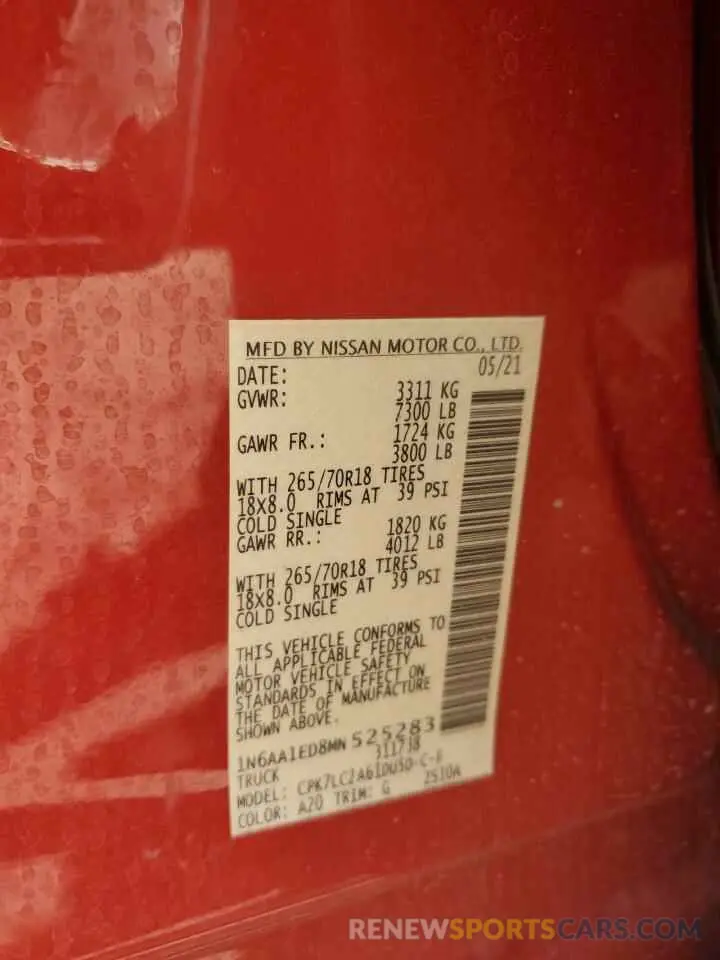 MFD BY NISSAN MOTOR CO., LTD.
DATE: 05/21
GVWR: 3311 KG
7300 LB
GAWR FR.: 1724 KG
3800 LB
WITH 265/70R18 TIRES
18X8.0 RIMS AT 39 PSI
COLD SINGLE
GAWR RR.: 1820 KG
4012 LB
WITH 265/70R18 TIRES
18X8.0 RIMS AT 39 PSI
COLD SINGLE
THIS VEHICLE CONFORMS TO
ALL APPLICABLE FEDERAL
MOTOR VEHICLE SAFETY
STANDARDS IN EFFECT ON
THE DATE OF MANUFACTURE
SHOWN ABOVE.
1N6AA1ED8MN525283
TRUCK 311738
MODEL:
COLOR: A20 TRIM: G 2510A
RENEWSPORTSCARS.COM